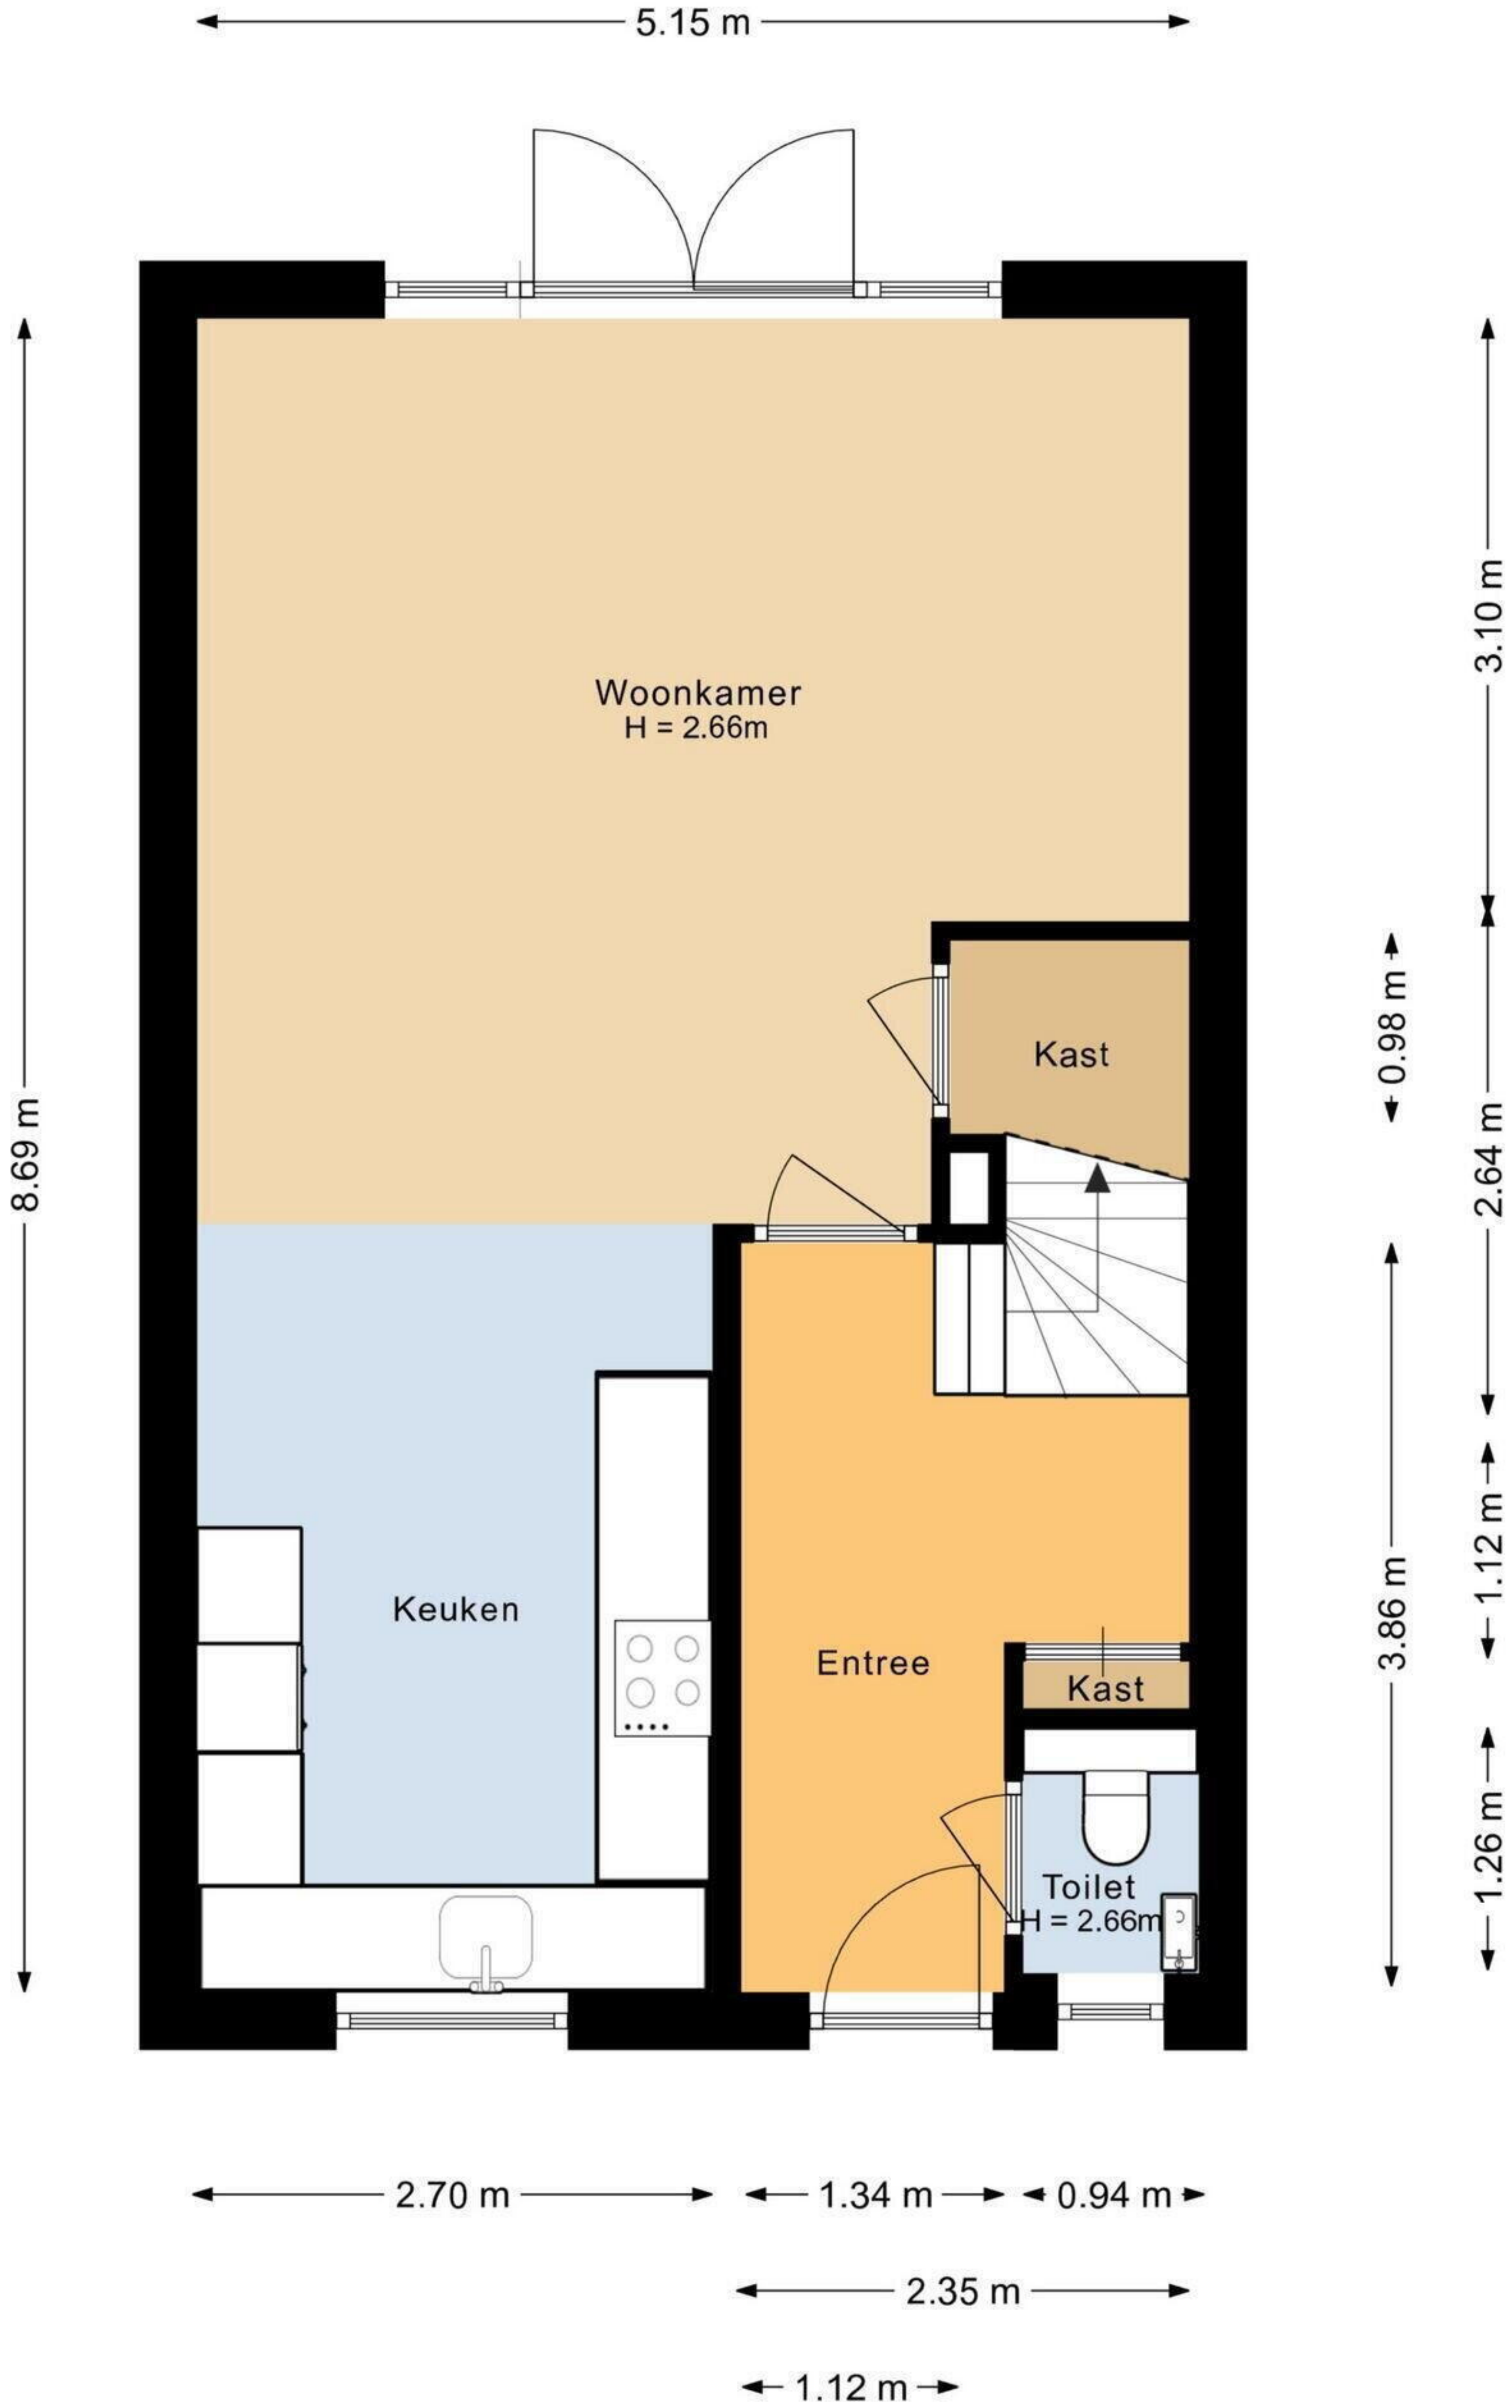 5.15 m
3.10 m
Woonkamer
H = 2.66m
0.98 m
Kast
8.69 m
2.64 m
1.12 m
Keuken
3.86 m
Entree
Kast
1.26 m
Toilet
H = 2.66m
2.70 m
1.34 m
0.94 m
2.35 m
1.12 m